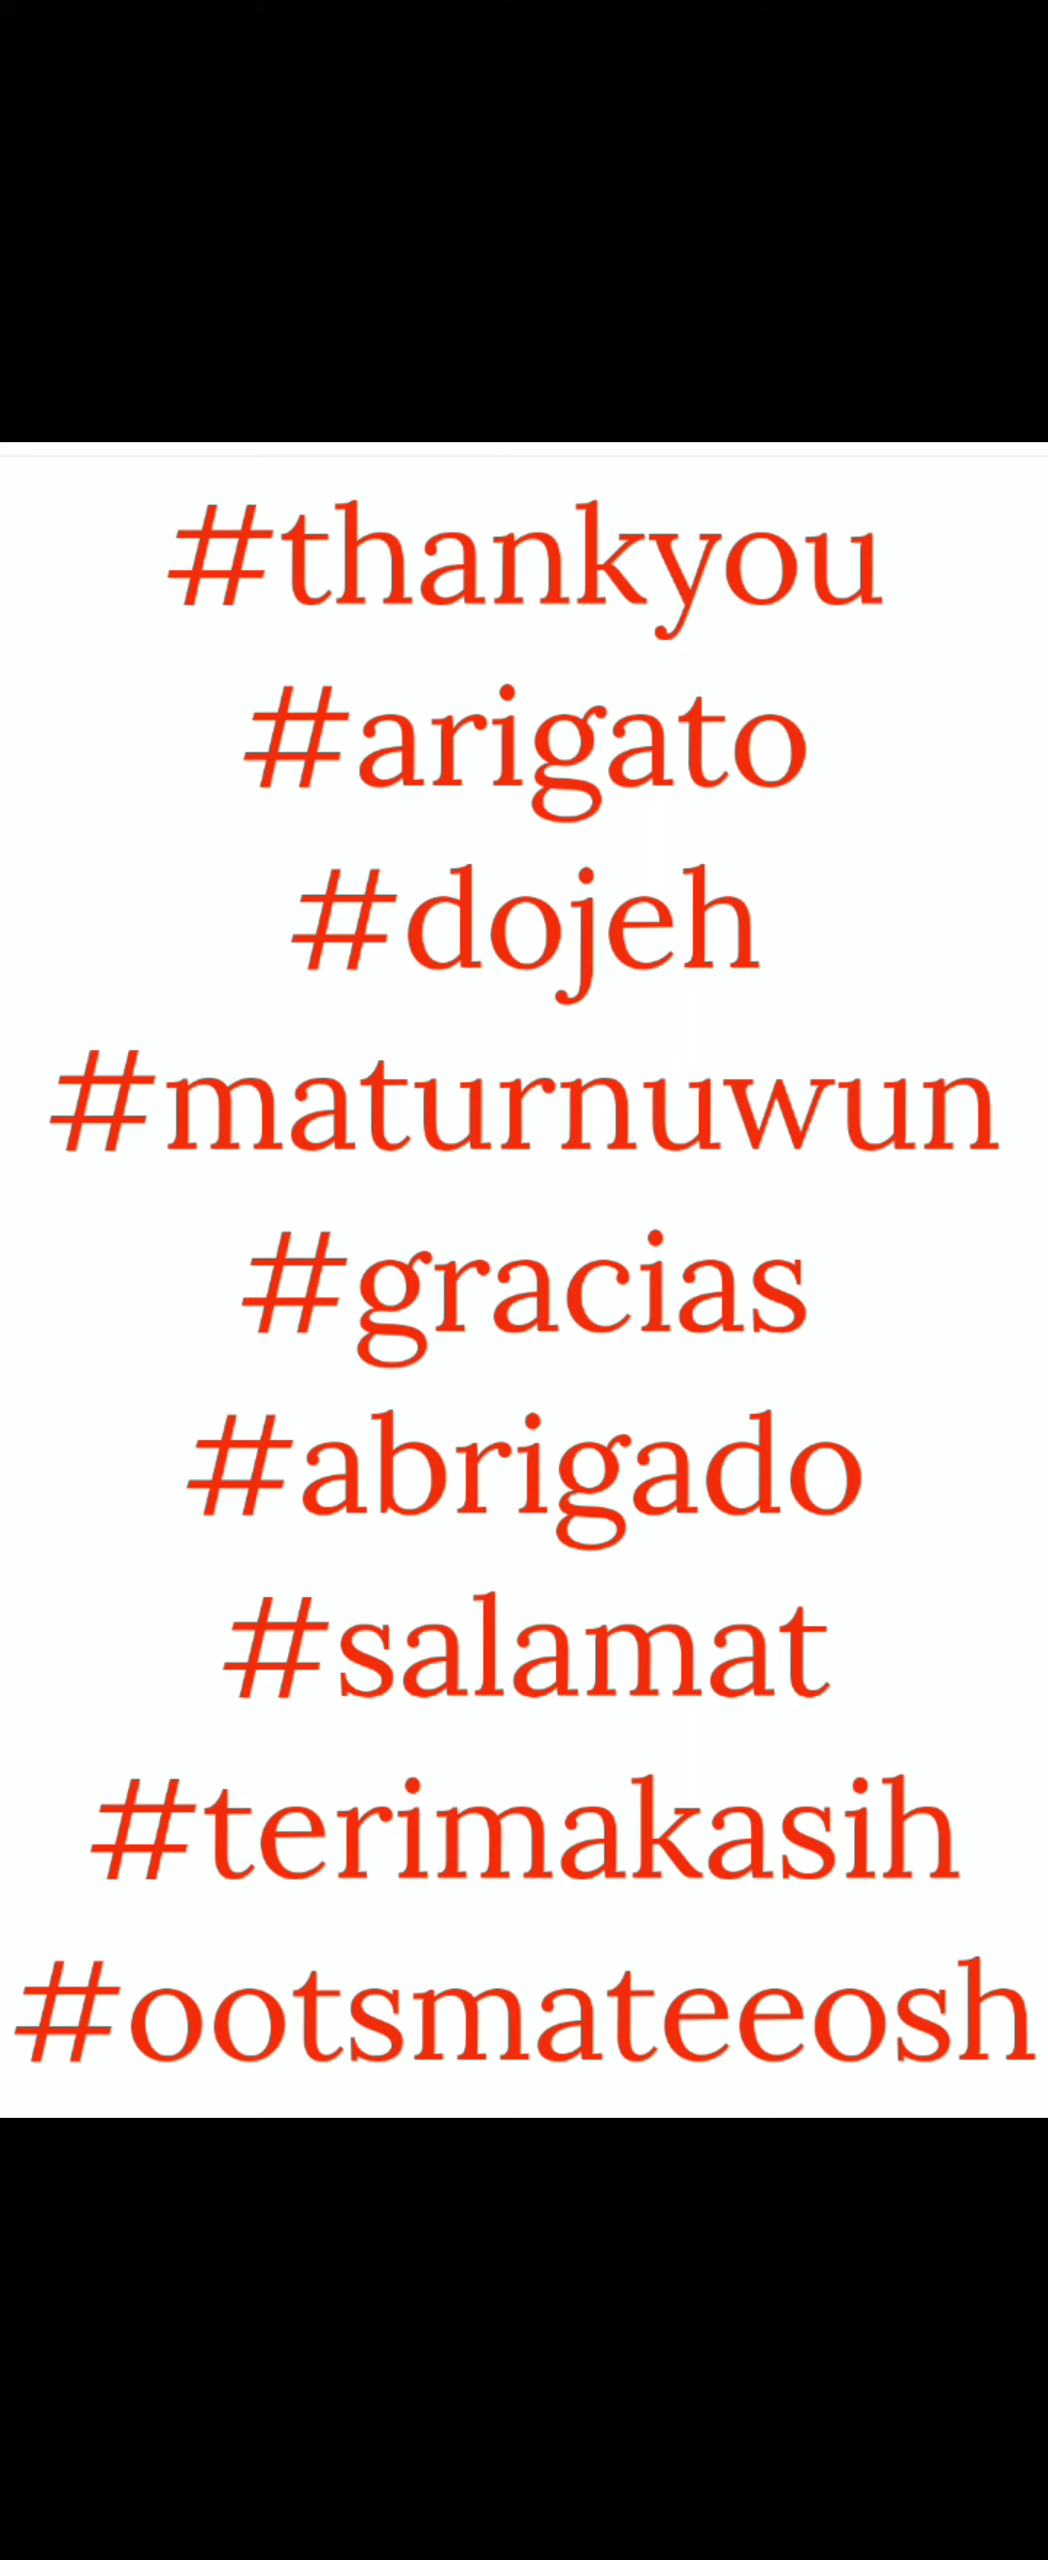 #thankyou
#arigato
#dojeh
#maturnuwun
#gracias
#abrigado
#salamat
#terimakasih
#ootsmateeosh